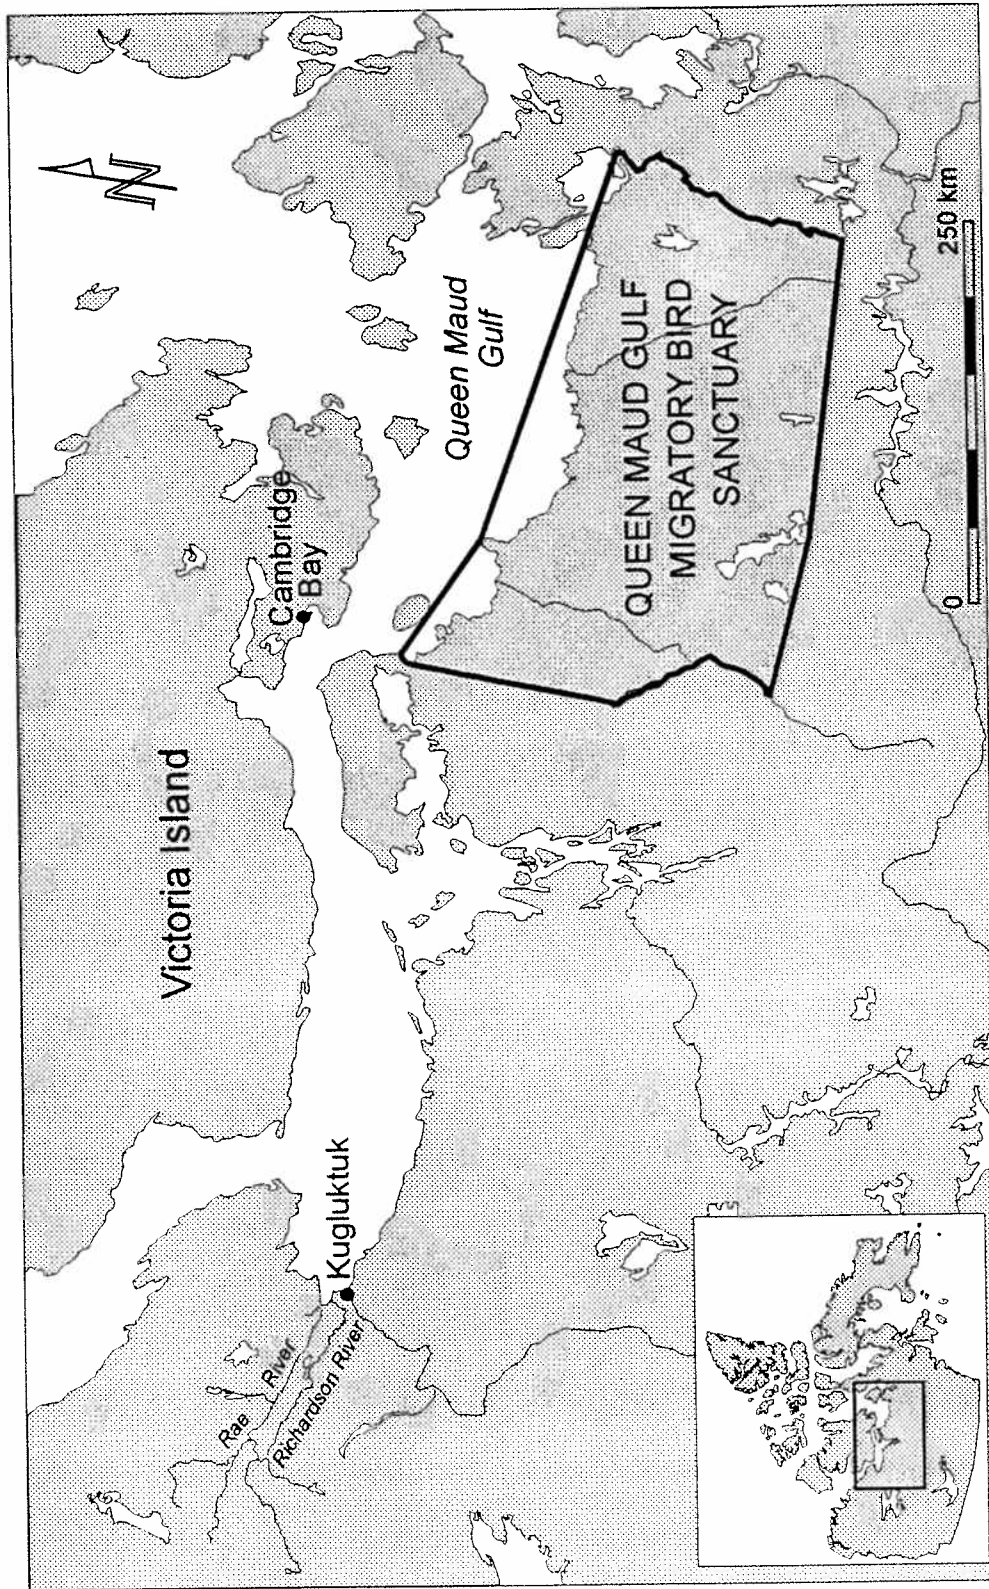 N
Victoria Island
Cambridge
Bay
Queen Maud
Gulf
Kugluktuk
Rae River
Richardson River
QUEEN MAUD GULF
MIGRATORY BIRD
SANCTUARY
0 250 km